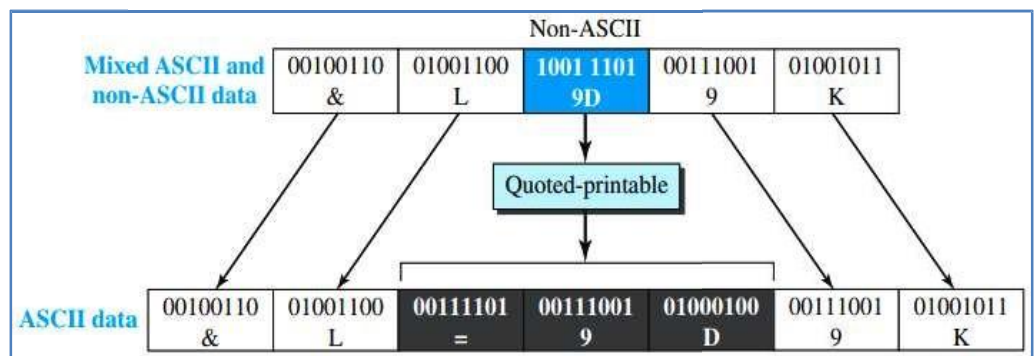 Non-ASCII
Mixed ASCII and
non-ASCII data
00100110 01001100 1001 1101 00111001 01001011
& L 9D 9 K
Quoted-printable
ASCII data
00100110 01001100 00111101 00111001 01000100 00111001 01001011
& L = 9 D 9 K